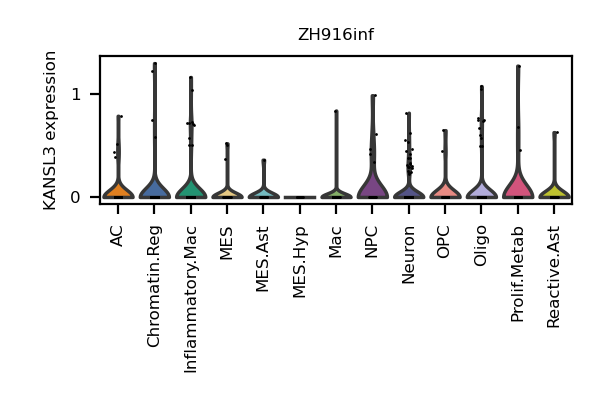 ZH916inf
KANSL3 expression
1
0
AC
Chromatin.Reg
Inflammatory.Mac
MES
MES.Ast
MES.Hyp
Mac
NPC
Neuron
OPC
Oligo
Prolif.Metab
Reactive.Ast